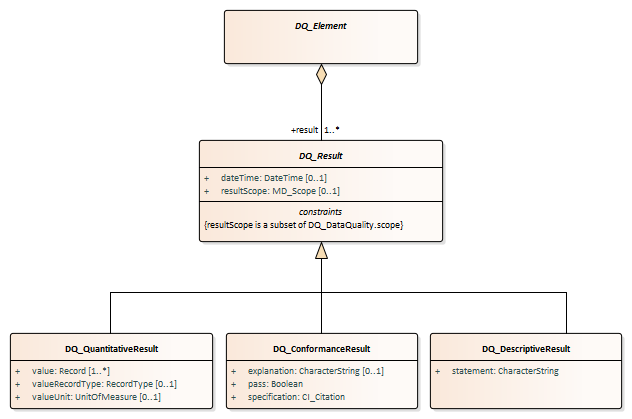 DQ_Element
+result 1..*
DQ_Result
+ dateTime: DateTime [0..1]
+ resultScope: MD_Scope [0..1]
constraints
{resultScope is a subset of DQ_DataQuality.scope}
DQ_QuantitativeResult
+ value: Record [1..*]
+ valueRecordType: RecordType [0..1]
+ valueUnit: UnitOfMeasure [0..1]
DQ_ConformanceResult
+ explanation: CharacterString [0..1]
+ pass: Boolean
+ specification: CI_Citation
DQ_DescriptiveResult
+ statement: CharacterString